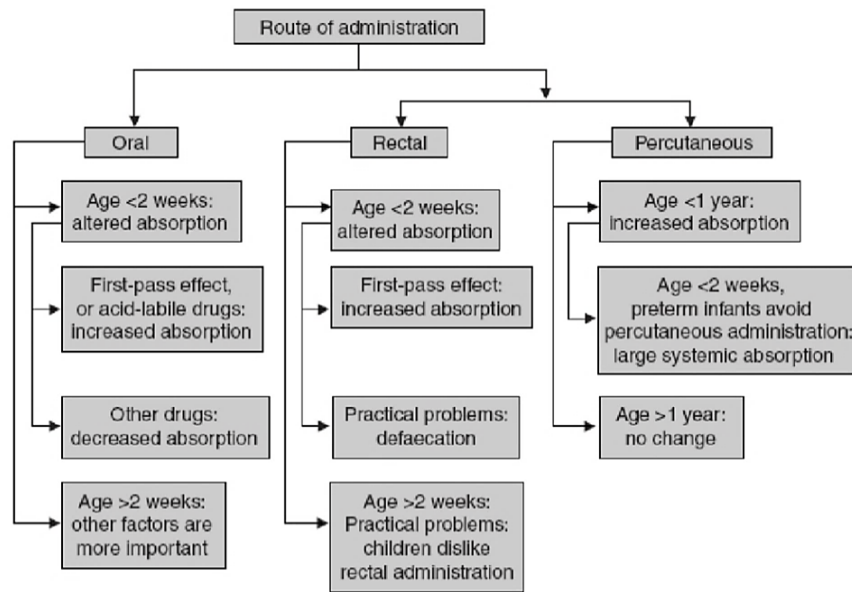 Route of administration
Oral
Rectal
Percutaneous
Age <2 weeks:
altered absorption
First-pass effect,
or acid-labile drugs:
increased absorption
Other drugs:
decreased absorption
Age >2 weeks:
other factors are
more important
Age <2 weeks:
altered absorption
First-pass effect:
increased absorption
Practical problems:
defaecation
Age >2 weeks:
Practical problems:
children dislike
rectal administration
Age <1 year:
increased absorption
Age <2 weeks,
preterm infants avoid
percutaneous administration:
large systemic absorption
Age >1 year:
no change